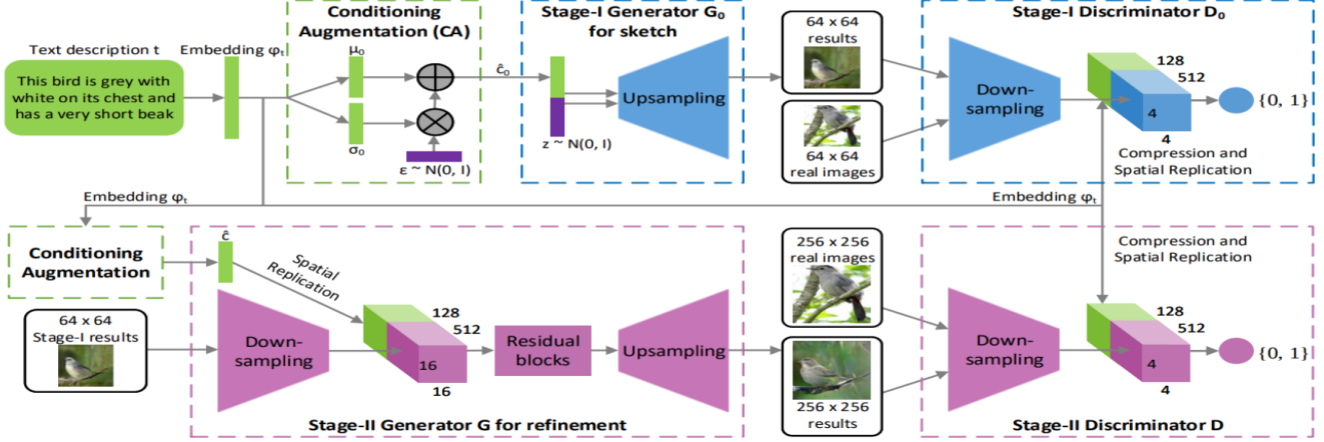 Conditioning
Augmentation (CA)
Stage-I Generator G₀
for sketch
64 x 64
results
Stage-I Discriminator D₀
Text description t
Embedding φₜ
μ₀
ĉ₀
128
512
This bird is grey with
white on its chest and
has a very short beak
Upsampling
Down-
sampling
4
{0, 1}
4
σ₀
ε ~ N(0, I)
z ~ N(0, I)
64 x 64
real images
Compression and
Spatial Replication
Embedding φₜ
Embedding φₜ
Conditioning
Augmentation
ĉ
Spatial
Replication
256 x 256
real images
Compression and
Spatial Replication
64 x 64
Stage-I results
128
512
128
512
Down-
sampling
16
Residual
blocks
Upsampling
Down-
sampling
4
{0, 1}
16
4
Stage-II Generator G for refinement
256 x 256
results
Stage-II Discriminator D